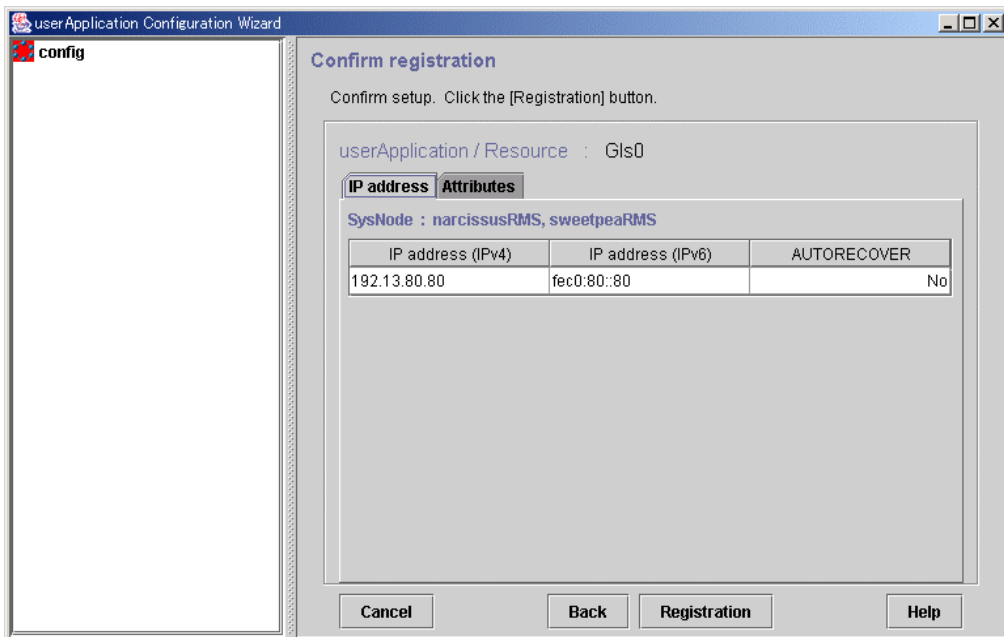 userApplication Configuration Wizard
config
Confirm registration
Confirm setup. Click the [Registration] button.
userApplication / Resource : Gls0
IP address Attributes
SysNode : narcissusRMS, sweetpeaRMS
IP address (IPv4) IP address (IPv6) AUTORECOVER
192.13.80.80 fec0:80::80 No
Cancel Back Registration Help